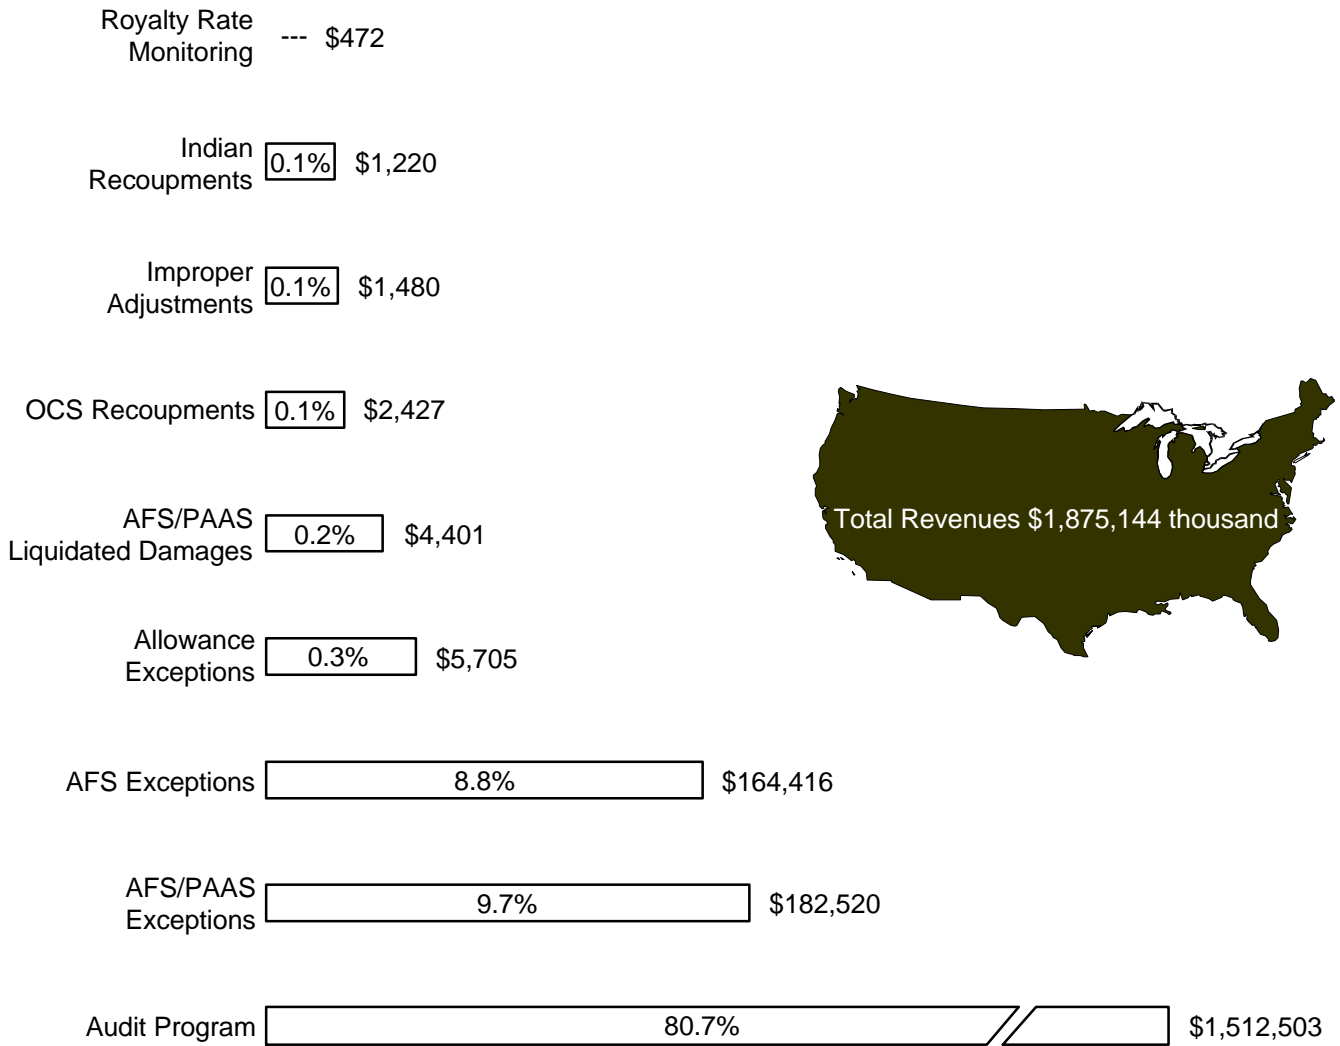 Royalty Rate
Monitoring
--- $472
Indian
Recoupments
0.1% $1,220
Improper
Adjustments
0.1% $1,480
OCS Recoupments 0.1% $2,427
AFS/PAAS
Liquidated Damages
0.2% $4,401
Total Revenues $1,875,144 thousand
Allowance
Exceptions
0.3% $5,705
AFS Exceptions 8.8% $164,416
AFS/PAAS
Exceptions
9.7% $182,520
Audit Program 80.7% $1,512,503